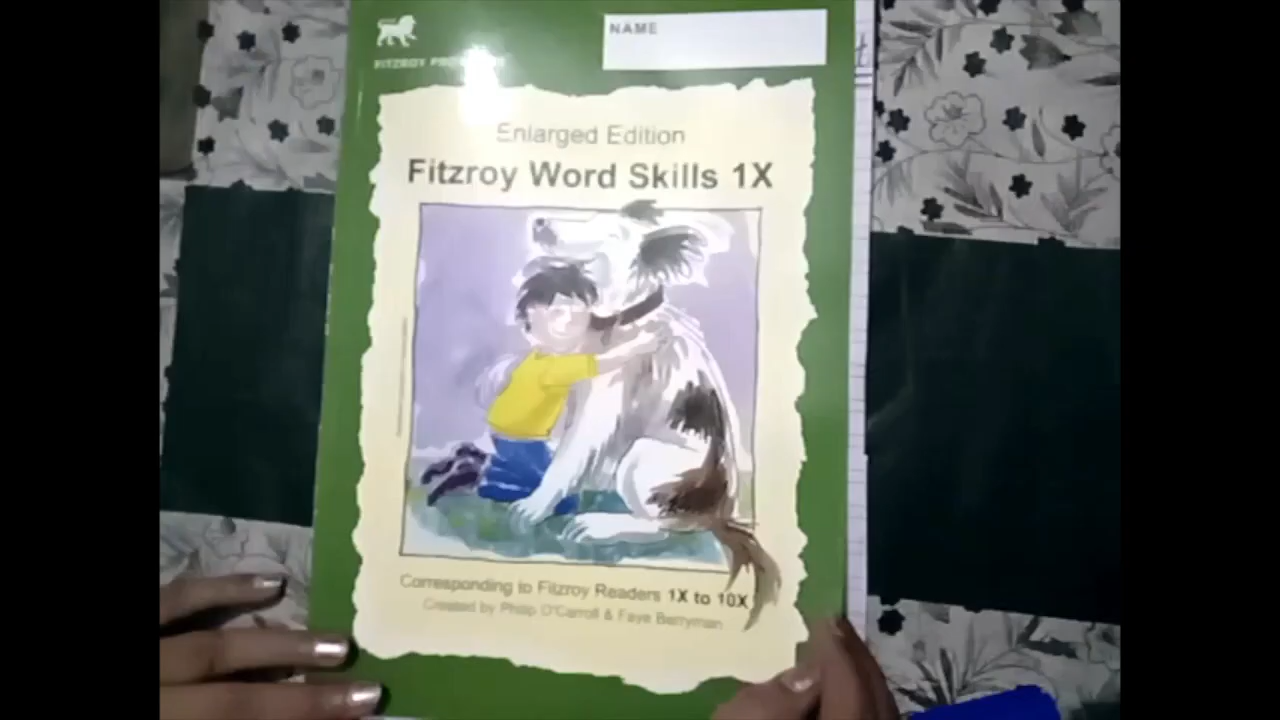 NAME
FITZROY
Enlarged Edition
Fitzroy Word Skills 1X
Corresponding to Fitzroy Readers 1X to 10X
Created by Philip O'Carroll & Faye Berryman